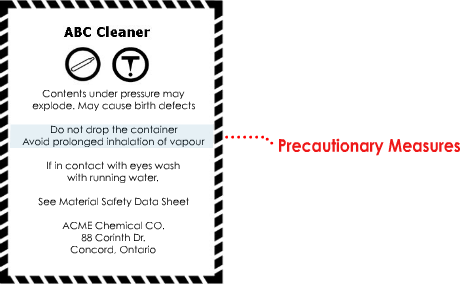 ABC Cleaner
Contents under pressure may
explode. May cause birth defects
Do not drop the container
Avoid prolonged inhalation of vapour
Precautionary Measures
If in contact with eyes wash
with running water.
See Material Safety Data Sheet
ACME Chemical CO.
88 Corinth Dr.
Concord, Ontario